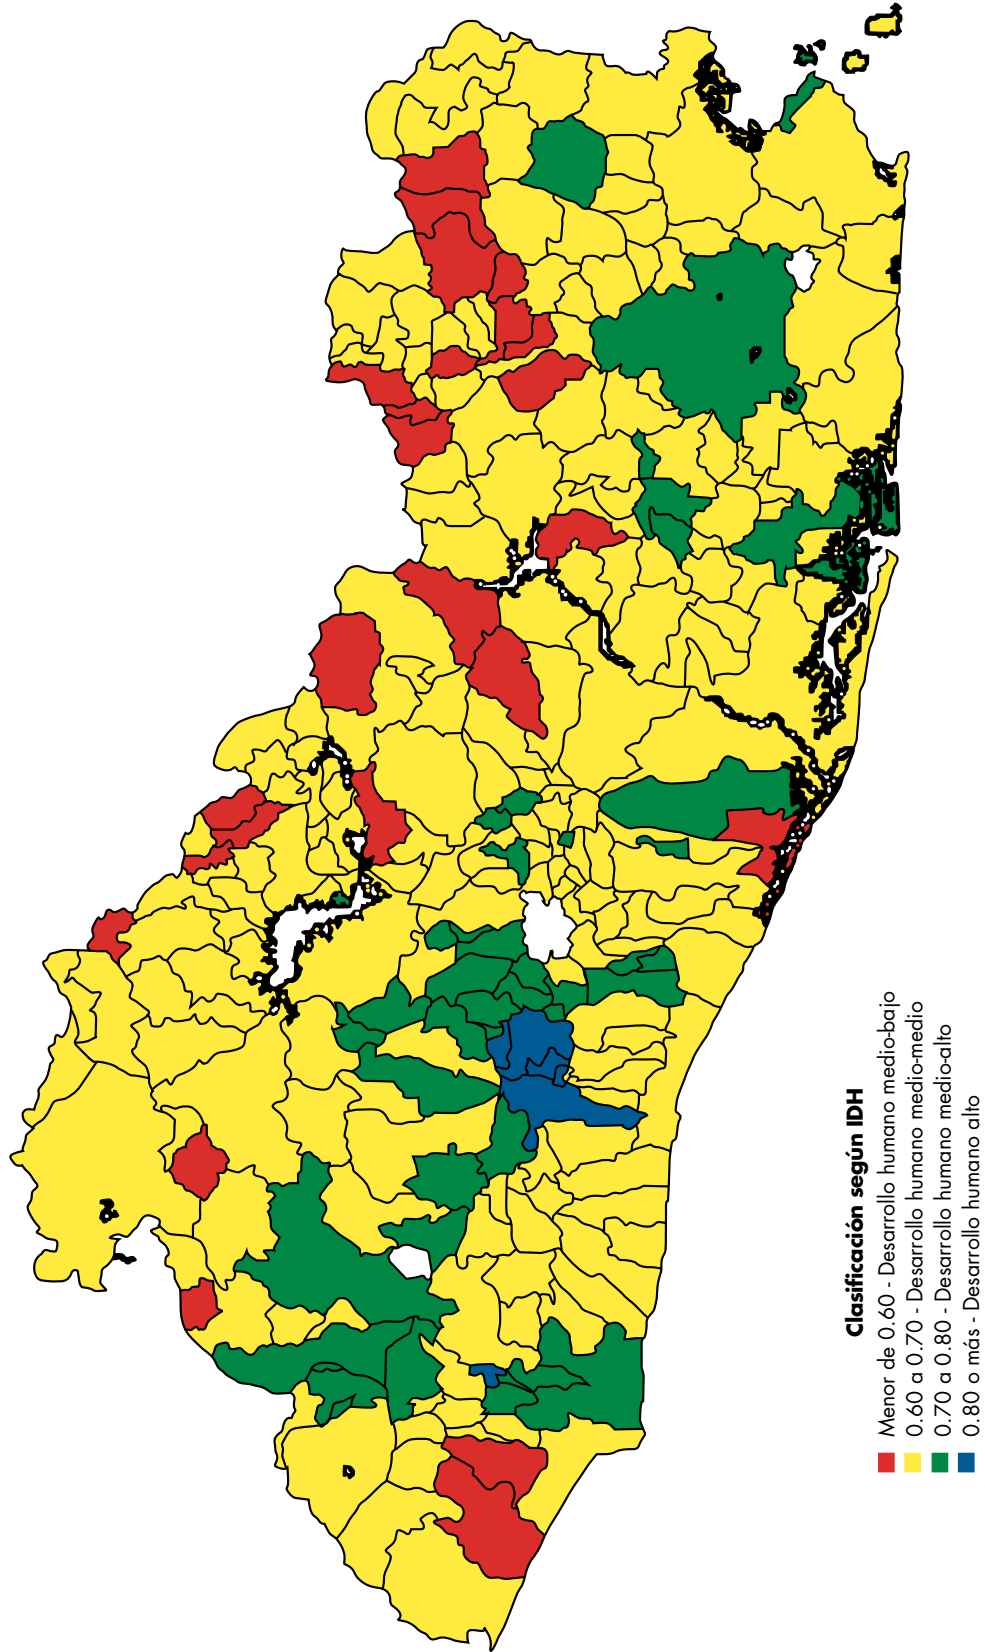 Clasificación según IDH
Menor de 0.60 - Desarrollo humano medio-bajo
0.60 a 0.70 - Desarrollo humano medio-medio
0.70 a 0.80 - Desarrollo humano medio-alto
0.80 o más - Desarrollo humano alto